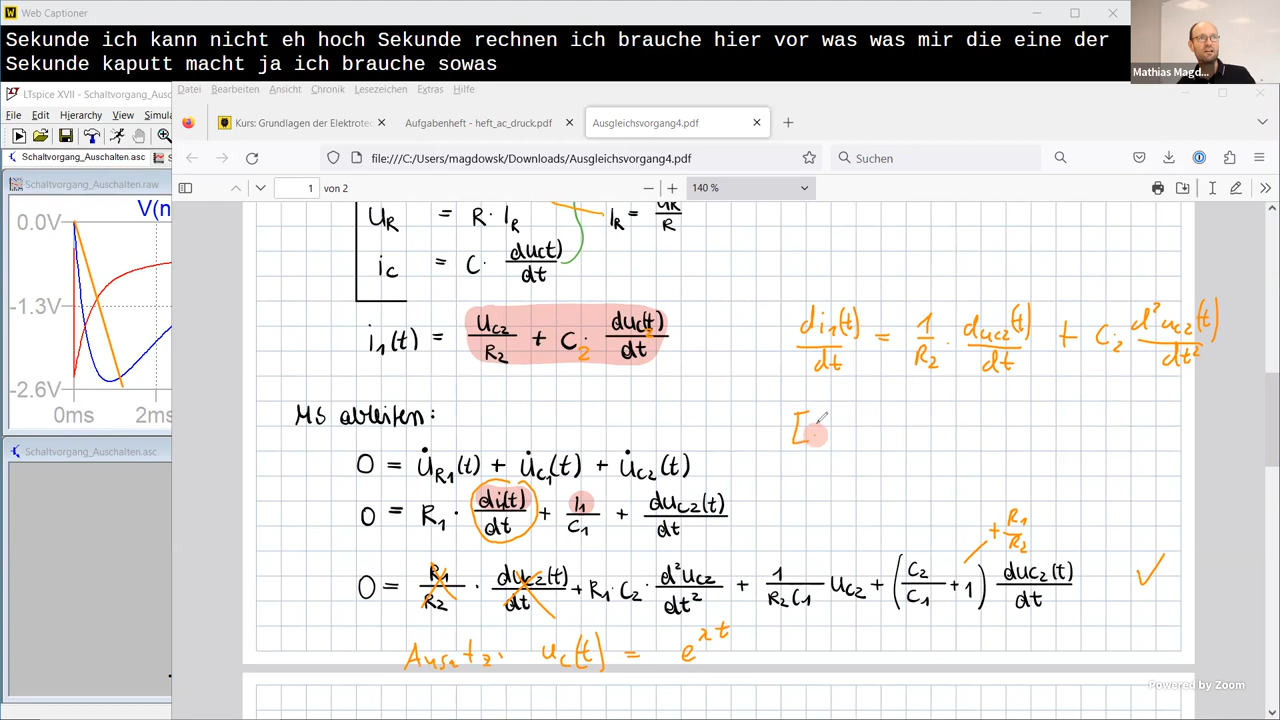 Web Captioner
Sekunde ich kann nicht eh hoch Sekunde rechnen ich brauche hier vor was was mir die eine der
Sekunde kaputt macht ja ich brauche sowas
Mathias Magd...
LTspice XVII - Schaltvorgang_Aus
File Hierarchy View Simula
Schaltvorgang_Auschalten.asc
Schaltvorgang_Auschalten.raw
V(n
0.0V
-1.3V
-2.6V
0ms 2ms
Schaltvorgang_Auschalten.asc
Datei Bearbeiten Ansicht Chronik Lesezeichen Extras Hilfe
Kurs: Grundlagen der Elektrotec
Aufgabenheft - heft_ac_druck.pdf
Ausgleichsvorgang4.pdf
file:///C:/Users/magdowsk/Downloads/Ausgleichsvorgang4.pdf
Suchen
1 von 2
140 %
u_R = R · I_R I_R = u_R/R
i_C = C · du_C(t)/dt
i_1(t) = u_C2/R_2 + C_2 · du_C2(t)/dt
di_1(t)/dt = 1/R_2 · du_C2(t)/dt + C_2 · d²u_C2(t)/dt²
MS ableiten:
[
0 = u̇_R1(t) + u̇_C1(t) + u̇_C2(t)
0 = R_1 · di_1(t)/dt + i_1/C_1 + du_C2(t)/dt
+ R_1/R_2
0 = R_1/R_2 · du_C2(t)/dt + R_1 · C_2 · d²u_C2/dt² + 1/(R_2 C_1) u_C2 + (C_2/C_1 + 1) du_C2(t)/dt ✓
Ansatz: u_C(t) = e^λt
Powered by Zoom